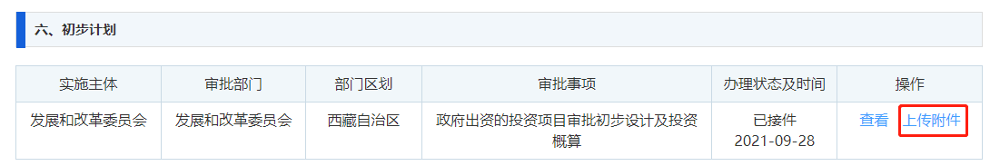 六、初步计划
实施主体 审批部门 部门区划 审批事项 办理状态及时间 操作
发展和改革委员会 发展和改革委员会 西藏自治区 政府出资的投资项目审批初步设计及投资 已接件 查看 上传附件
概算 2021-09-28